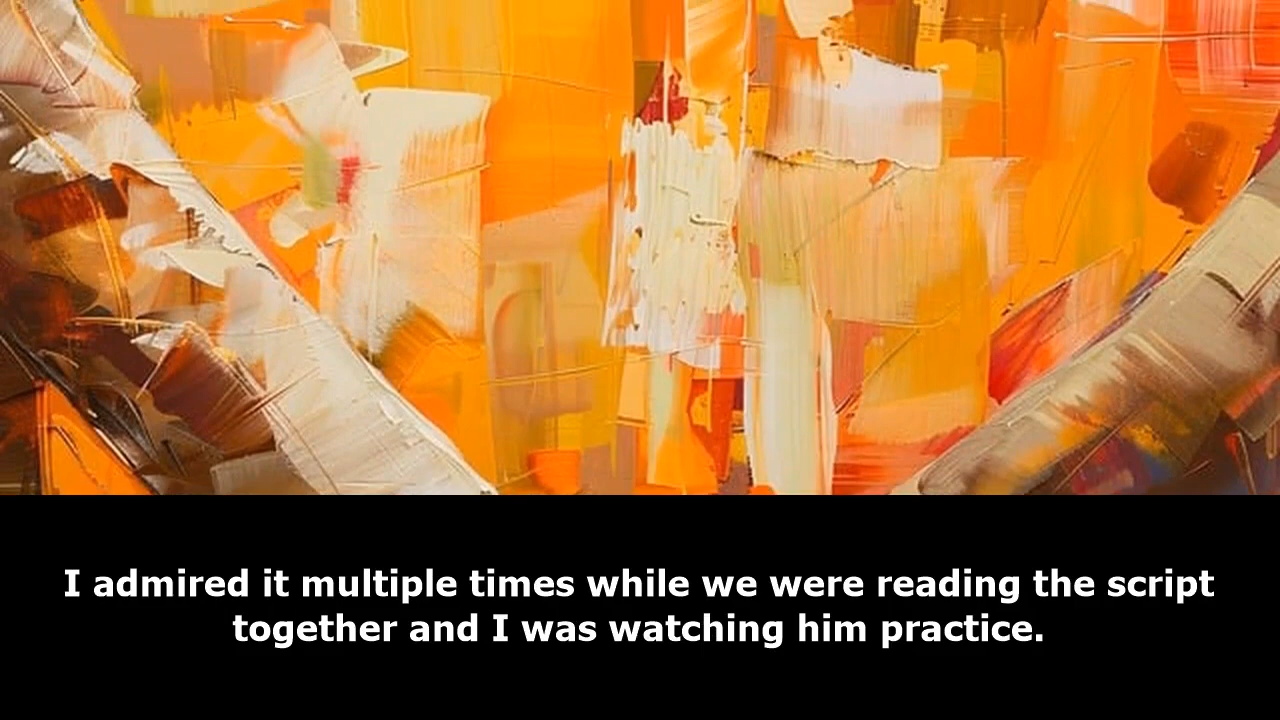 I admired it multiple times while we were reading the script
together and I was watching him practice.